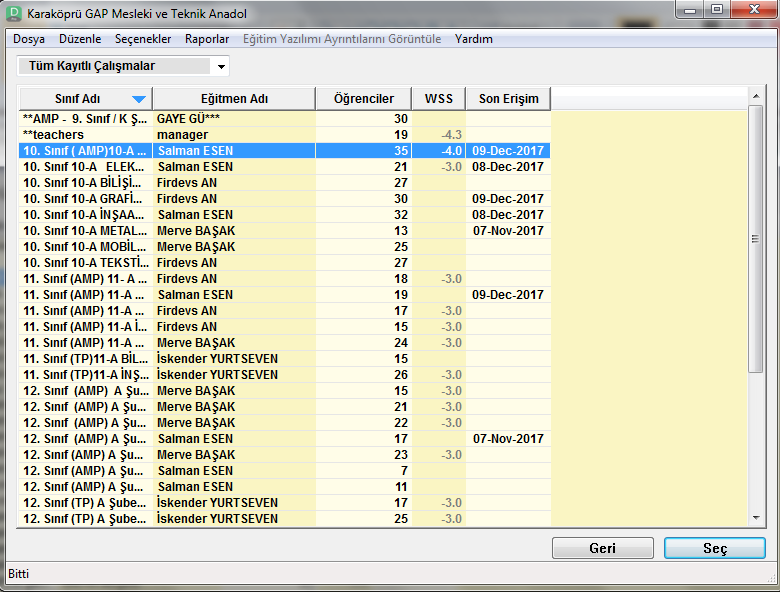 Karaköprü GAP Mesleki ve Teknik Anadol
Dosya Düzenle Seçenekler Raporlar Eğitim Yazılımı Ayrıntılarını Görüntüle Yardım
Tüm Kayıtlı Çalışmalar
Sınıf Adı Eğitmen Adı Öğrenciler WSS Son Erişim
**AMP - 9. Sınıf / K Ş... GAYE GÜ*** 30
**teachers manager 19 -4.3
10. Sınıf ( AMP)10-A ... Salman ESEN 35 -4.0 09-Dec-2017
10. Sınıf 10-A ELEK... Salman ESEN 21 -3.0 08-Dec-2017
10. Sınıf 10-A BİLİŞİ... Firdevs AN 27
10. Sınıf 10-A GRAFİ... Firdevs AN 30 09-Dec-2017
10. Sınıf 10-A İNŞAA... Salman ESEN 32 08-Dec-2017
10. Sınıf 10-A METAL... Merve BAŞAK 13 07-Nov-2017
10. Sınıf 10-A MOBİL... Merve BAŞAK 25
10. Sınıf 10-A TEKSTİ... Firdevs AN 27
11. Sınıf (AMP) 11- A ... Firdevs AN 18 -3.0
11. Sınıf (AMP) 11-A ... Salman ESEN 19 09-Dec-2017
11. Sınıf (AMP) 11-A ... Firdevs AN 17 -3.0
11. Sınıf (AMP) 11-A İ... Firdevs AN 15 -3.0
11. Sınıf (AMP) 11-A ... Merve BAŞAK 24 -3.0
11. Sınıf (TP)11-A BİL... İskender YURTSEVEN 15
11. Sınıf (TP)11-A İNŞ... İskender YURTSEVEN 26 -3.0
12. Sınıf (AMP) A Şu... Merve BAŞAK 15 -3.0
12. Sınıf (AMP) A Şu... Merve BAŞAK 21 -3.0
12. Sınıf (AMP) A Şu... Merve BAŞAK 22 -3.0
12. Sınıf (AMP) A Şu... Salman ESEN 17 07-Nov-2017
12. Sınıf (AMP) A Şu... Merve BAŞAK 23 -3.0
12. Sınıf (AMP) A Şu... Salman ESEN 7
12. Sınıf (AMP) A Şu... Salman ESEN 11
12. Sınıf (TP) A Şube... İskender YURTSEVEN 17 -3.0
12. Sınıf (TP) A Şube... İskender YURTSEVEN 25 -3.0
Geri Seç
Bitti